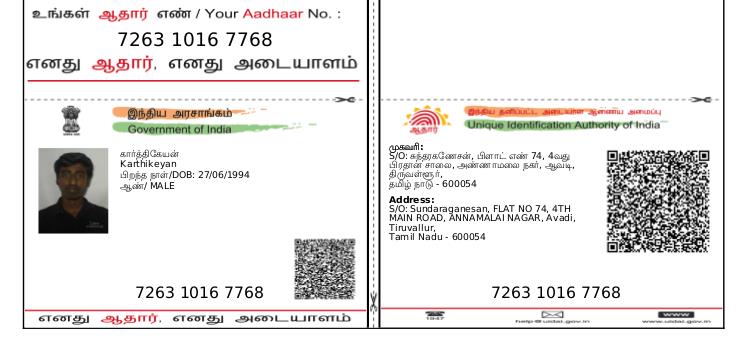 உங்கள் ஆதார் எண் / Your Aadhaar No. :
7263 1016 7768
எனது ஆதார், எனது அடையாளம்
இந்திய அரசாங்கம்
Government of India
கார்த்திகேயன்
Karthikeyan
பிறந்த நாள்/DOB: 27/06/1994
ஆண்/ MALE
7263 1016 7768
எனது ஆதார், எனது அடையாளம்
ஆதார்
இந்திய தனிப்பட்ட அடையாள ஆணைய அமைப்பு
Unique Identification Authority of India
முகவரி:
S/O: சுந்தரகணேசன், பிளாட் எண் 74, 4வது
பிரதான சாலை, அண்ணாமலை நகர், ஆவடி,
திருவள்ளூர்,
தமிழ் நாடு - 600054
Address:
S/O: Sundaraganesan, FLAT NO 74, 4TH
MAIN ROAD, ANNAMALAI NAGAR, Avadi,
Tiruvallur,
Tamil Nadu - 600054
7263 1016 7768
1947
help@uidai.gov.in
www
www.uidai.gov.in